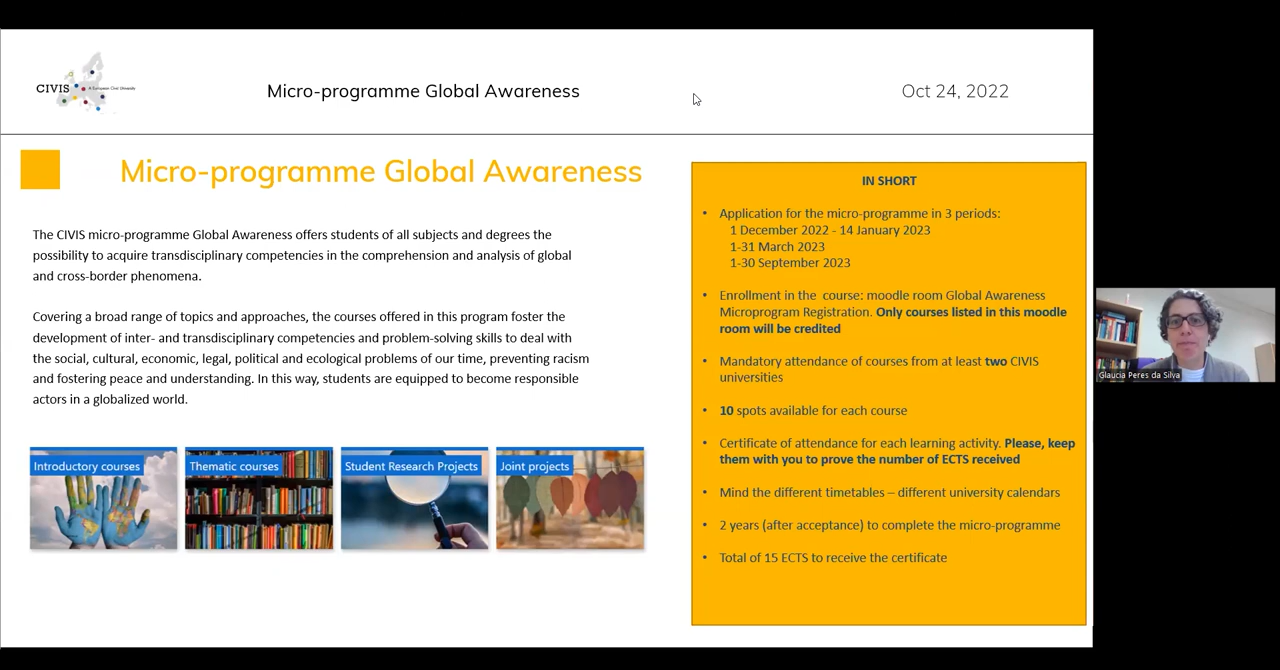 CIVIS
A European Civic University
Micro-programme Global Awareness
Oct 24, 2022
Micro-programme Global Awareness
The CIVIS micro-programme Global Awareness offers students of all subjects and degrees the
possibility to acquire transdisciplinary competencies in the comprehension and analysis of global
and cross-border phenomena.
Covering a broad range of topics and approaches, the courses offered in this program foster the
development of inter- and transdisciplinary competencies and problem-solving skills to deal with
the social, cultural, economic, legal, political and ecological problems of our time, preventing racism
and fostering peace and understanding. In this way, students are equipped to become responsible
actors in a globalized world.
Introductory courses
Thematic courses
Student Research Projects
Joint projects
IN SHORT
• Application for the micro-programme in 3 periods:
1 December 2022 - 14 January 2023
1-31 March 2023
1-30 September 2023
• Enrollment in the course: moodle room Global Awareness
Microprogram Registration. Only courses listed in this moodle
room will be credited
• Mandatory attendance of courses from at least two CIVIS
universities
• 10 spots available for each course
• Certificate of attendance for each learning activity. Please, keep
them with you to prove the number of ECTS received
• Mind the different timetables – different university calendars
• 2 years (after acceptance) to complete the micro-programme
• Total of 15 ECTS to receive the certificate
Glaucia Peres da Silva